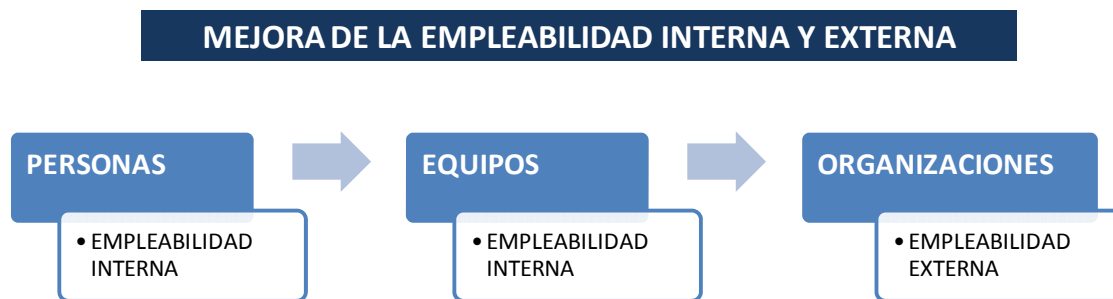 MEJORA DE LA EMPLEABILIDAD INTERNA Y EXTERNA
PERSONAS
• EMPLEABILIDAD
INTERNA
EQUIPOS
• EMPLEABILIDAD
INTERNA
ORGANIZACIONES
• EMPLEABILIDAD
EXTERNA